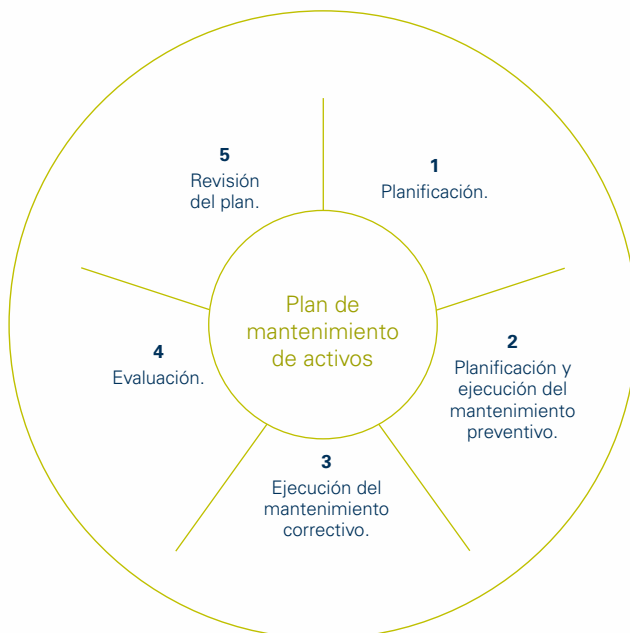 Plan de
mantenimiento
de activos
1
Planificación.
2
Planificación y
ejecución del
mantenimiento
preventivo.
3
Ejecución del
mantenimiento
correctivo.
4
Evaluación.
5
Revisión
del plan.